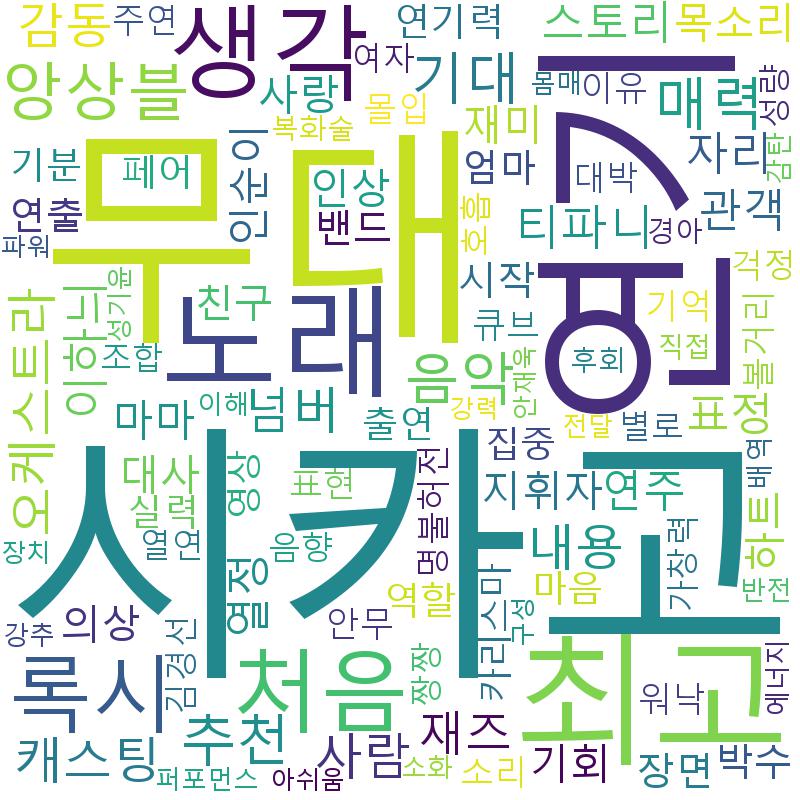 감동
주연
생각
연기력
스토리
목소리
여자
앙상블
사랑
기대
몸매
이유
매력
성량
몰입
복화술
재미
기분
페어
인순이
인상
엄마
대박
자리
감탄
무대
공연
연출
밴드
호흡
티파니
경아
관객
파워
시작
걱정
오케스트라
이하늬
성기윤
친구
노래
큐브
기억
후회
직접
볼거리
조합
음악
안재욱
마마
이해
넘버
출연
강력
전달
별로
표정
집중
배역
시카고
대사
영상
표현
명불허전
지휘자
연주
실력
하트
장치
열연
음향
내용
가창력
열정
역할
카리스마
마음
구성
반전
강추
의상
김경선
안무
록시
처음
짱짱
최고
워낙
에너지
캐스팅
추천
사람
재즈
기회
장면
박수
퍼포먼스
아쉬움
소화
소리